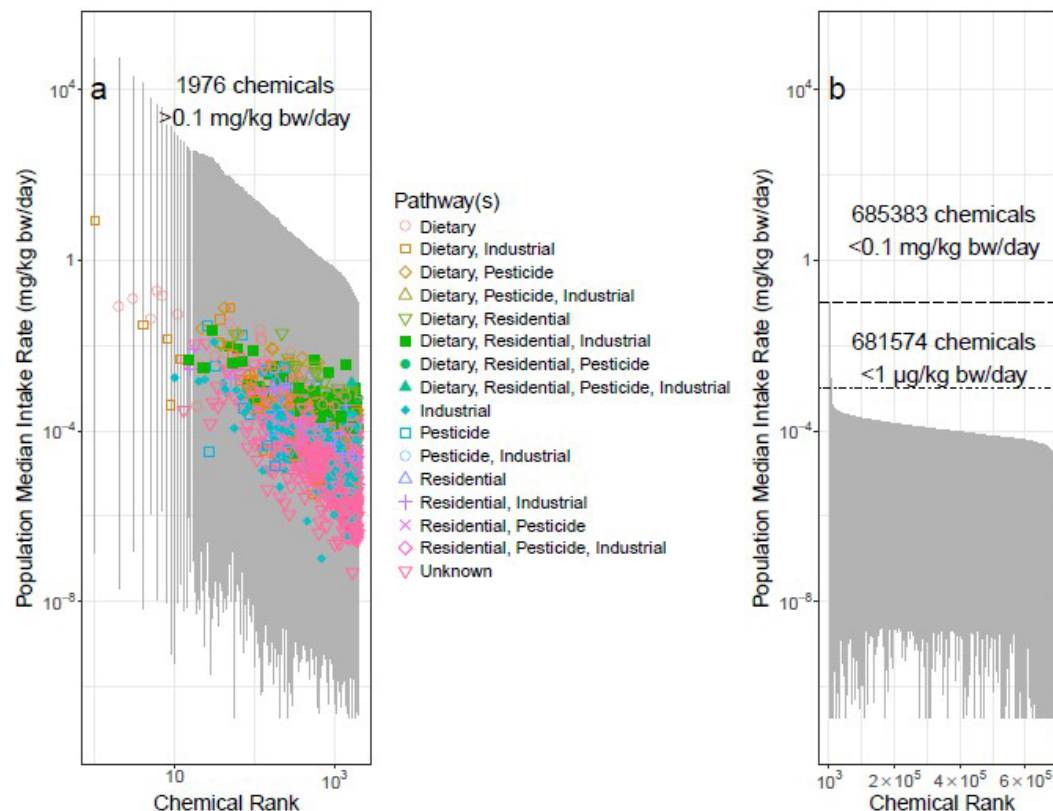 a
1976 chemicals
>0.1 mg/kg bw/day
10⁴
1
10⁻⁴
10⁻⁸
Population Median Intake Rate (mg/kg bw/day)
10
10³
Chemical Rank
Pathway(s)
Dietary
Dietary, Industrial
Dietary, Pesticide
Dietary, Pesticide, Industrial
Dietary, Residential
Dietary, Residential, Industrial
Dietary, Residential, Pesticide
Dietary, Residential, Pesticide, Industrial
Industrial
Pesticide
Pesticide, Industrial
Residential
Residential, Industrial
Residential, Pesticide
Residential, Pesticide, Industrial
Unknown
b
685383 chemicals
<0.1 mg/kg bw/day
681574 chemicals
<1 µg/kg bw/day
10⁴
1
10⁻⁴
10⁻⁸
Population Median Intake Rate (mg/kg bw/day)
10³
2×10⁵
4×10⁵
6×10⁵
Chemical Rank